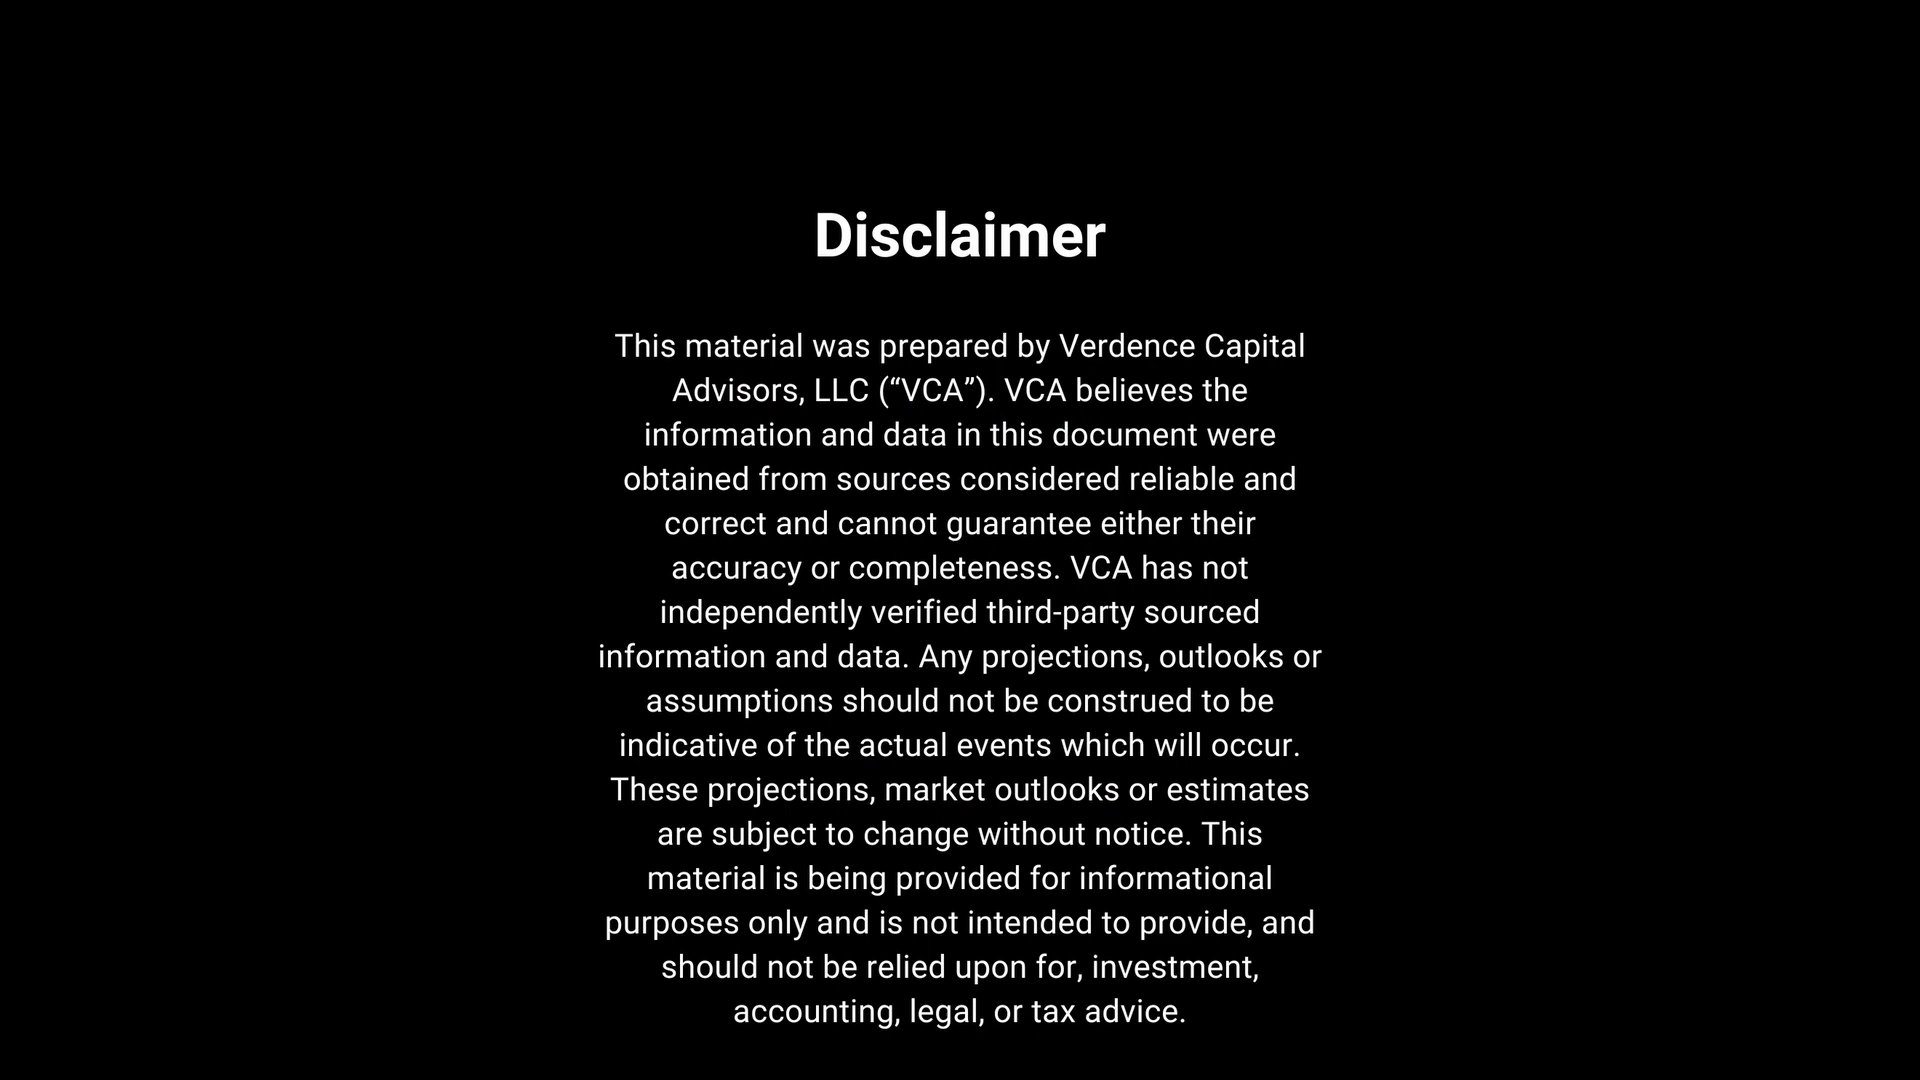 Disclaimer
This material was prepared by Verdence Capital
Advisors, LLC (“VCA”). VCA believes the
information and data in this document were
obtained from sources considered reliable and
correct and cannot guarantee either their
accuracy or completeness. VCA has not
independently verified third-party sourced
information and data. Any projections, outlooks or
assumptions should not be construed to be
indicative of the actual events which will occur.
These projections, market outlooks or estimates
are subject to change without notice. This
material is being provided for informational
purposes only and is not intended to provide, and
should not be relied upon for, investment,
accounting, legal, or tax advice.